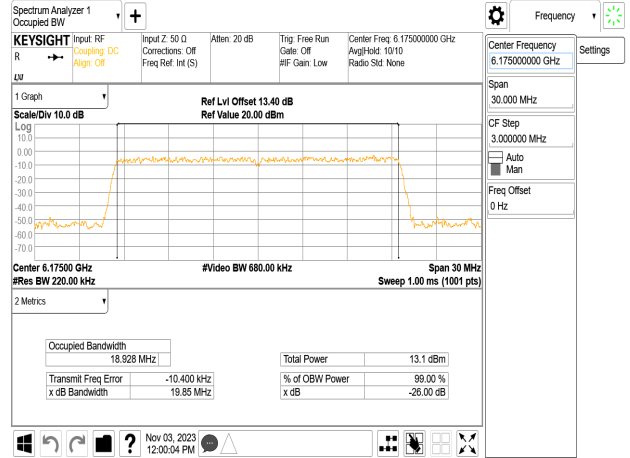 Spectrum Analyzer 1
Occupied BW
Frequency
KEYSIGHT
R
Input: RF
Coupling: DC
Align: Off
Input Z: 50 Ω
Corrections: Off
Freq Ref: Int (S)
Atten: 20 dB
Trig: Free Run
Gate: Off
#IF Gain: Low
Center Freq: 6.175000000 GHz
Avg|Hold: 10/10
Radio Std: None
Center Frequency
6.175000000 GHz
Settings
Span
30.000 MHz
CF Step
3.000000 MHz
Auto
Man
Freq Offset
0 Hz
1 Graph
Ref Lvl Offset 13.40 dB
Scale/Div 10.0 dB
Ref Value 20.00 dBm
Log
10.0
0.00
-10.0
-20.0
-30.0
-40.0
-50.0
-60.0
-70.0
Center 6.17500 GHz
#Video BW 680.00 kHz
Span 30 MHz
#Res BW 220.00 kHz
Sweep 1.00 ms (1001 pts)
2 Metrics
Occupied Bandwidth
18.928 MHz
Total Power 13.1 dBm
Transmit Freq Error -10.400 kHz
% of OBW Power 99.00 %
x dB Bandwidth 19.85 MHz
x dB -26.00 dB
?
Nov 03, 2023
12:00:04 PM